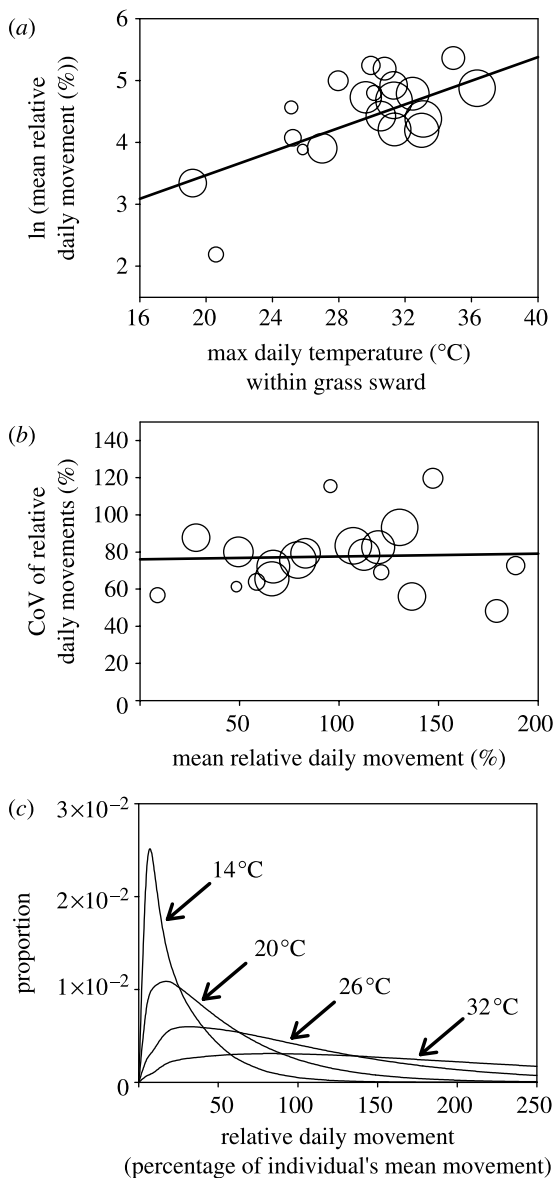 (a)
6
5
4
3
2
ln (mean relative
daily movement (%))
16 20 24 28 32 36 40
max daily temperature (°C)
within grass sward
(b)
140
120
100
80
60
40
20
0
CoV of relative
daily movements (%)
50 100 150 200
mean relative daily movement (%)
(c)
3×10⁻²
2×10⁻²
1×10⁻²
0
proportion
14°C
20°C
26°C
32°C
50 100 150 200 250
relative daily movement
(percentage of individual's mean movement)